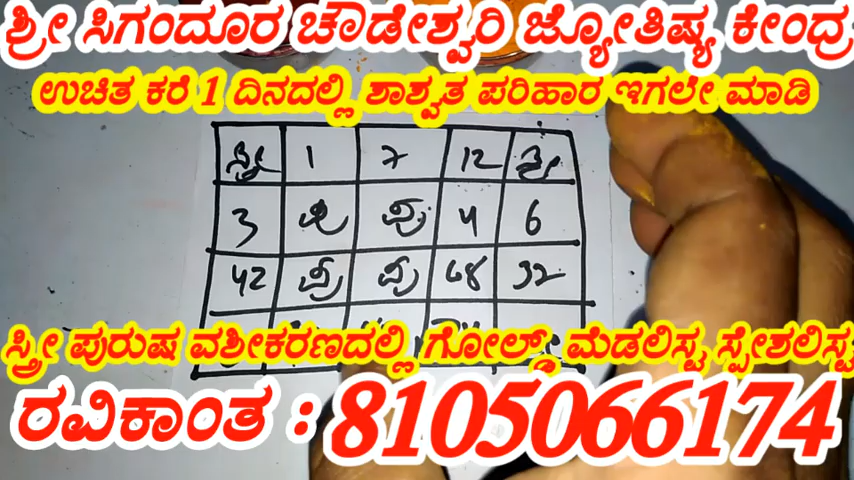 ಶ್ರೀ ಸಿಗಂದೂರ ಚೌಡೇಶ್ವರಿ ಜ್ಯೋತಿಷ್ಯ ಕೇಂದ್ರ
ಉಚಿತ ಕರೆ 1 ದಿನದಲ್ಲಿ ಶಾಶ್ವತ ಪರಿಹಾರ ಇಗಲೇ ಮಾಡಿ
1 7 12
3 4 6
42 68 32
ಸ್ತ್ರೀ ಪುರುಷ ವಶೀಕರಣದಲ್ಲಿ ಗೋಲ್ಡ್ ಮೆಡಲಿಸ್ಟ ಸ್ಪೇಶಲಿಸ್ಟ
ರವಿಕಾಂತ : 8105066174